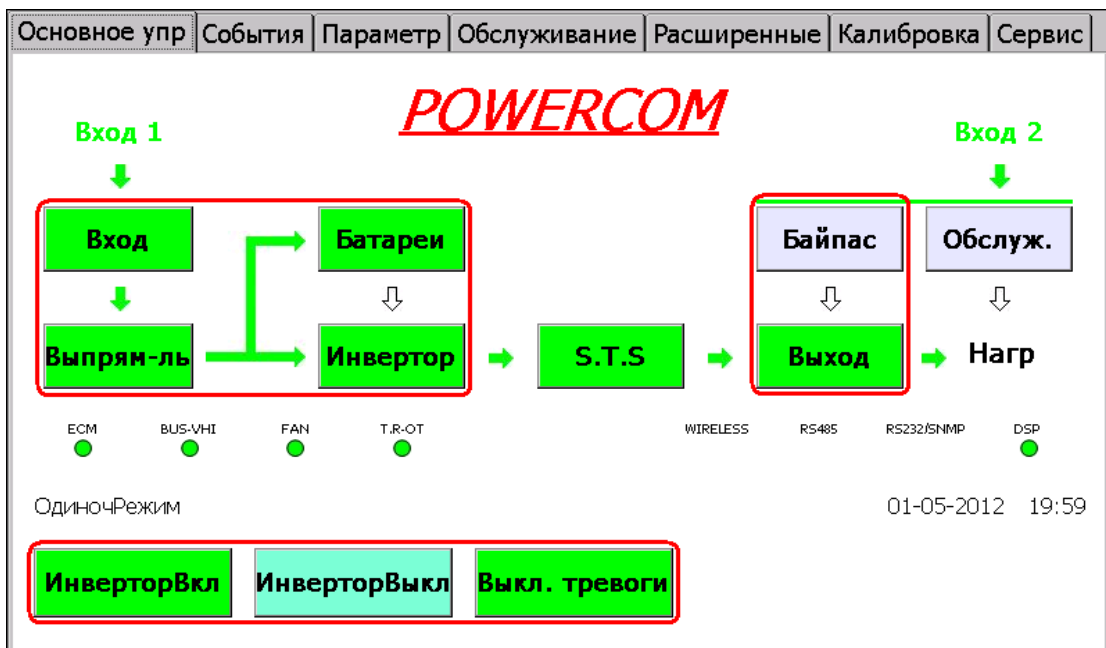 Основное упр События Параметр Обслуживание Расширенные Калибровка Сервис
POWERCOM
Вход 1 Вход 2
Вход Батареи Байпас Обслуж.
Выпрям-ль Инвертор S.T.S Выход Нагр
ECM BUS-VHI FAN T.R-OT WIRELESS RS485 RS232/SNMP DSP
ОдиночРежим 01-05-2012 19:59
ИнверторВкл ИнверторВыкл Выкл. тревоги